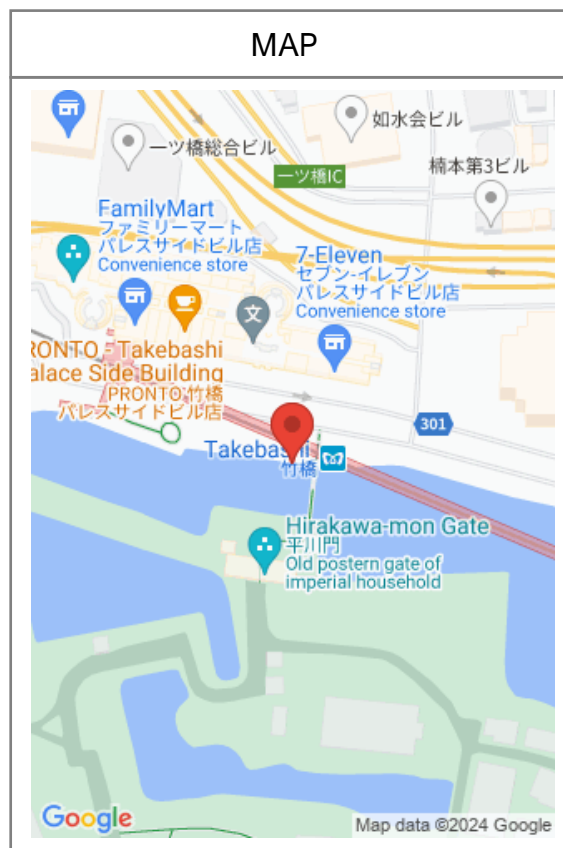 MAP
如水会ビル
一ツ橋総合ビル
一ツ橋IC
楠本第3ビル
FamilyMart
ファミリーマート
パレスサイドビル店
Convenience store
7-Eleven
セブン-イレブン
パレスサイドビル店
Convenience store
文
RONTO - Takebashi
alace Side Building
PRONTO 竹橋
パレスサイドビル店
301
Takebashi
竹橋
Hirakawa-mon Gate
平川門
Old postern gate of
imperial household
Google
Map data ©2024 Google